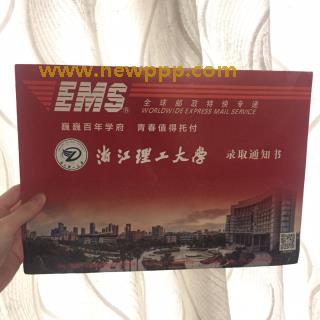 www.newppp.com
EMS®
全球邮政特快专递
WORLDWIDE EXPRESS MAIL SERVICE
巍巍百年学府 青春值得托付
浙江理工大学 录取通知书